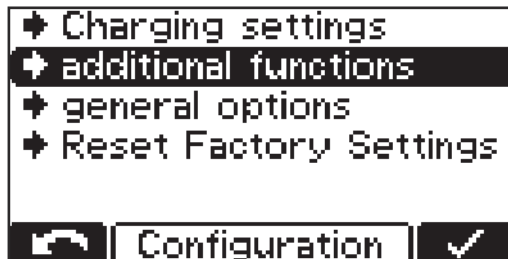 Charging settings
additional functions
general options
Reset Factory Settings
Configuration